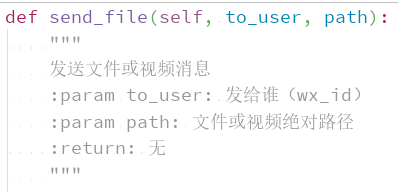 def send_file(self, to_user, path):
"""
发送文件或视频消息
:param to_user: 发给谁（wx_id）
:param path: 文件或视频绝对路径
:return: 无
"""